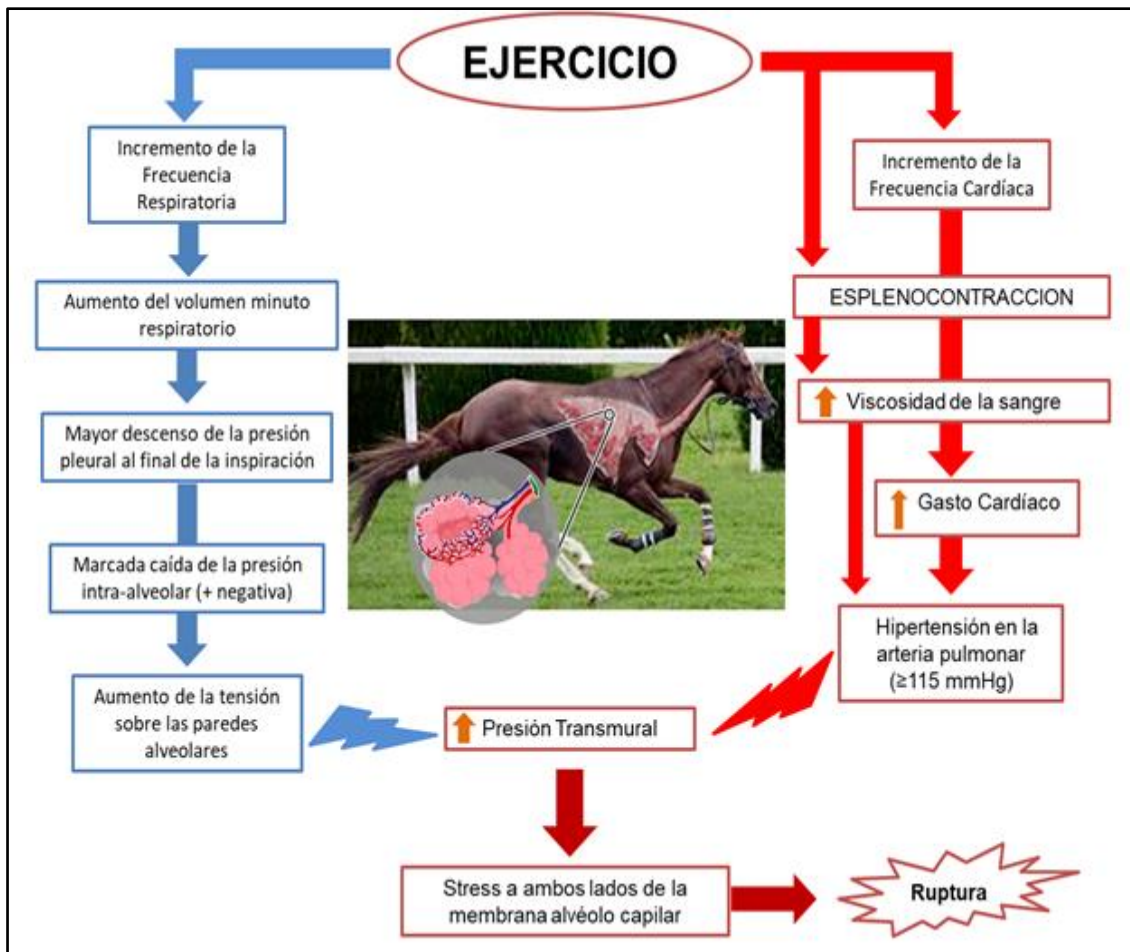 EJERCICIO
Incremento de la
Frecuencia
Respiratoria
Aumento del volumen minuto
respiratorio
Mayor descenso de la presión
pleural al final de la inspiración
Marcada caída de la presión
intra-alveolar (+ negativa)
Aumento de la tensión
sobre las paredes
alveolares
Incremento de la
Frecuencia Cardíaca
ESPLENOCONTRACCION
Viscosidad de la sangre
Gasto Cardíaco
Hipertensión en la
arteria pulmonar
(≥115 mmHg)
Presión Transmural
Stress a ambos lados de la
membrana alvéolo capilar
Ruptura